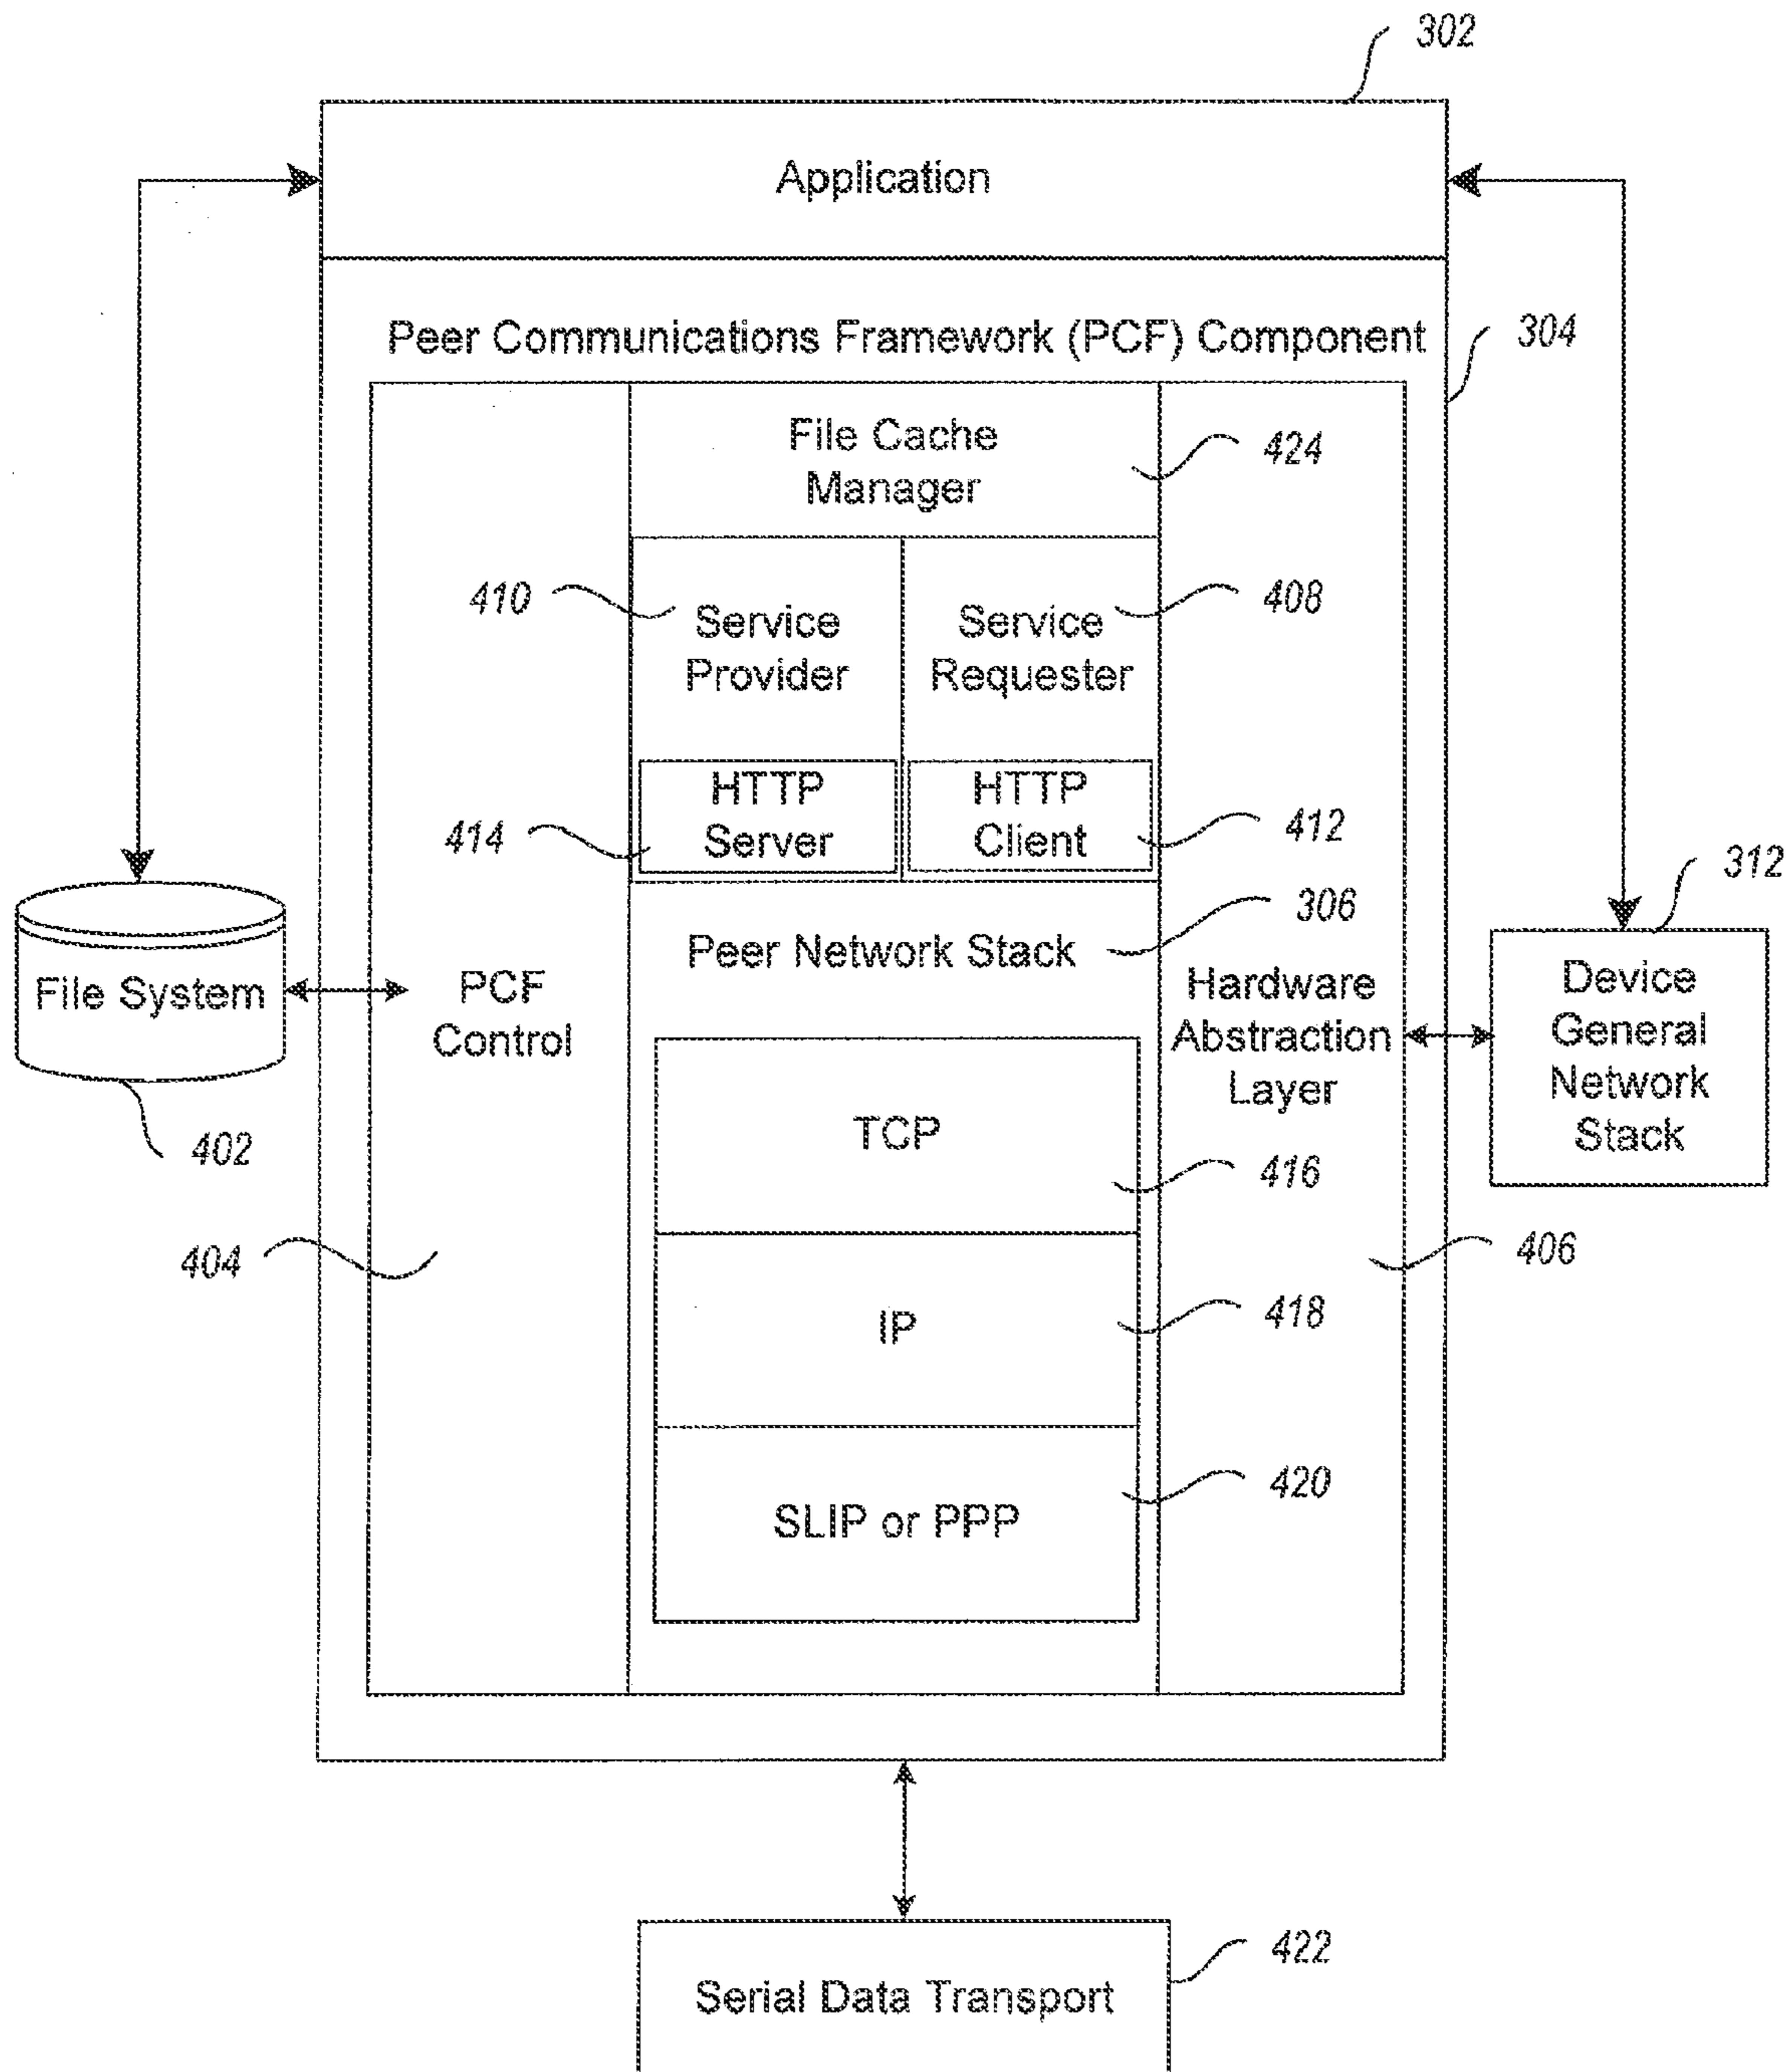 302
Application
Peer Communications Framework (PCF) Component
304
File Cache
Manager
424
410
Service
Provider
Service
Requester
408
HTTP
Server
414
HTTP
Client
412
306
Peer Network Stack
312
File System
402
PCF
Control
404
Hardware
Abstraction
Layer
406
Device
General
Network
Stack
TCP
416
IP
418
SLIP or PPP
420
422
Serial Data Transport